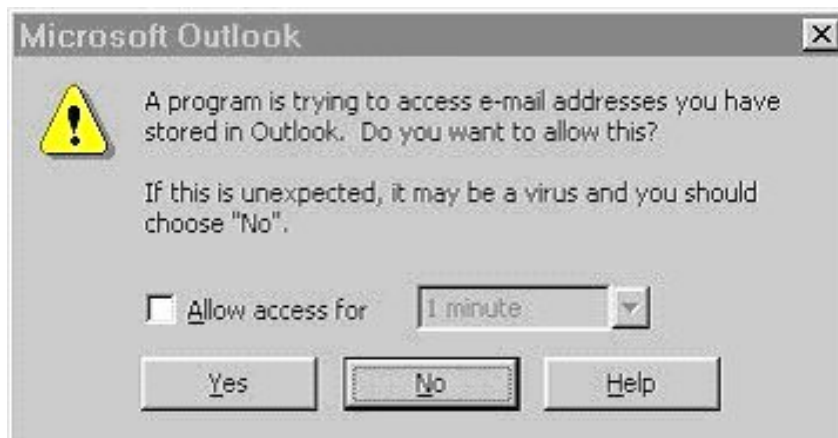 Microsoft Outlook
A program is trying to access e-mail addresses you have
stored in Outlook. Do you want to allow this?
If this is unexpected, it may be a virus and you should
choose "No".
Allow access for 1 minute
Yes No Help